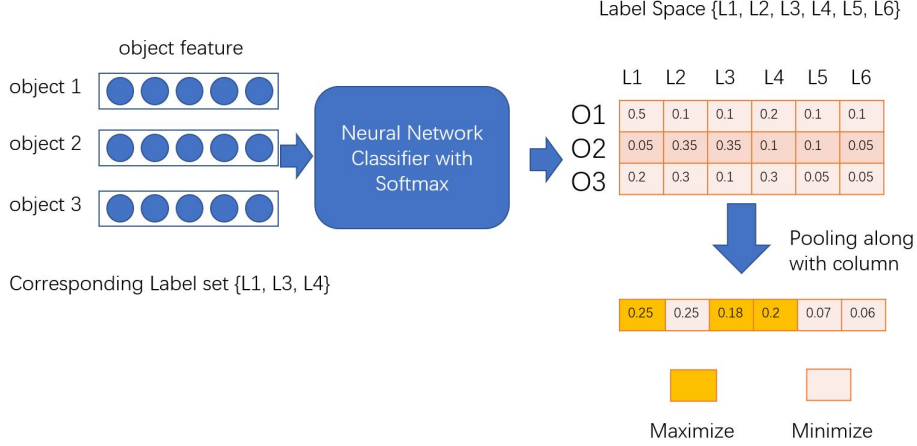 Label Space {L1, L2, L3, L4, L5, L6}
object feature
object 1
object 2
object 3
Neural Network
Classifier with
Softmax
L1 L2 L3 L4 L5 L6
O1 0.5 0.1 0.1 0.2 0.1 0.1
O2 0.05 0.35 0.35 0.1 0.1 0.05
O3 0.2 0.3 0.1 0.3 0.05 0.05
Pooling along
with column
Corresponding Label set {L1, L3, L4}
0.25 0.25 0.18 0.2 0.07 0.06
Maximize Minimize